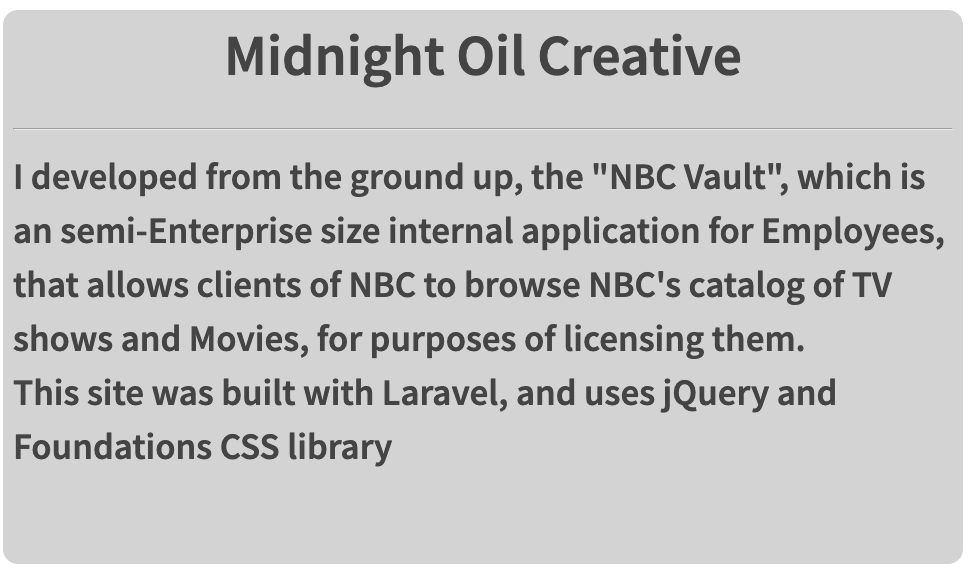 Midnight Oil Creative
I developed from the ground up, the "NBC Vault", which is
an semi-Enterprise size internal application for Employees,
that allows clients of NBC to browse NBC's catalog of TV
shows and Movies, for purposes of licensing them.
This site was built with Laravel, and uses jQuery and
Foundations CSS library